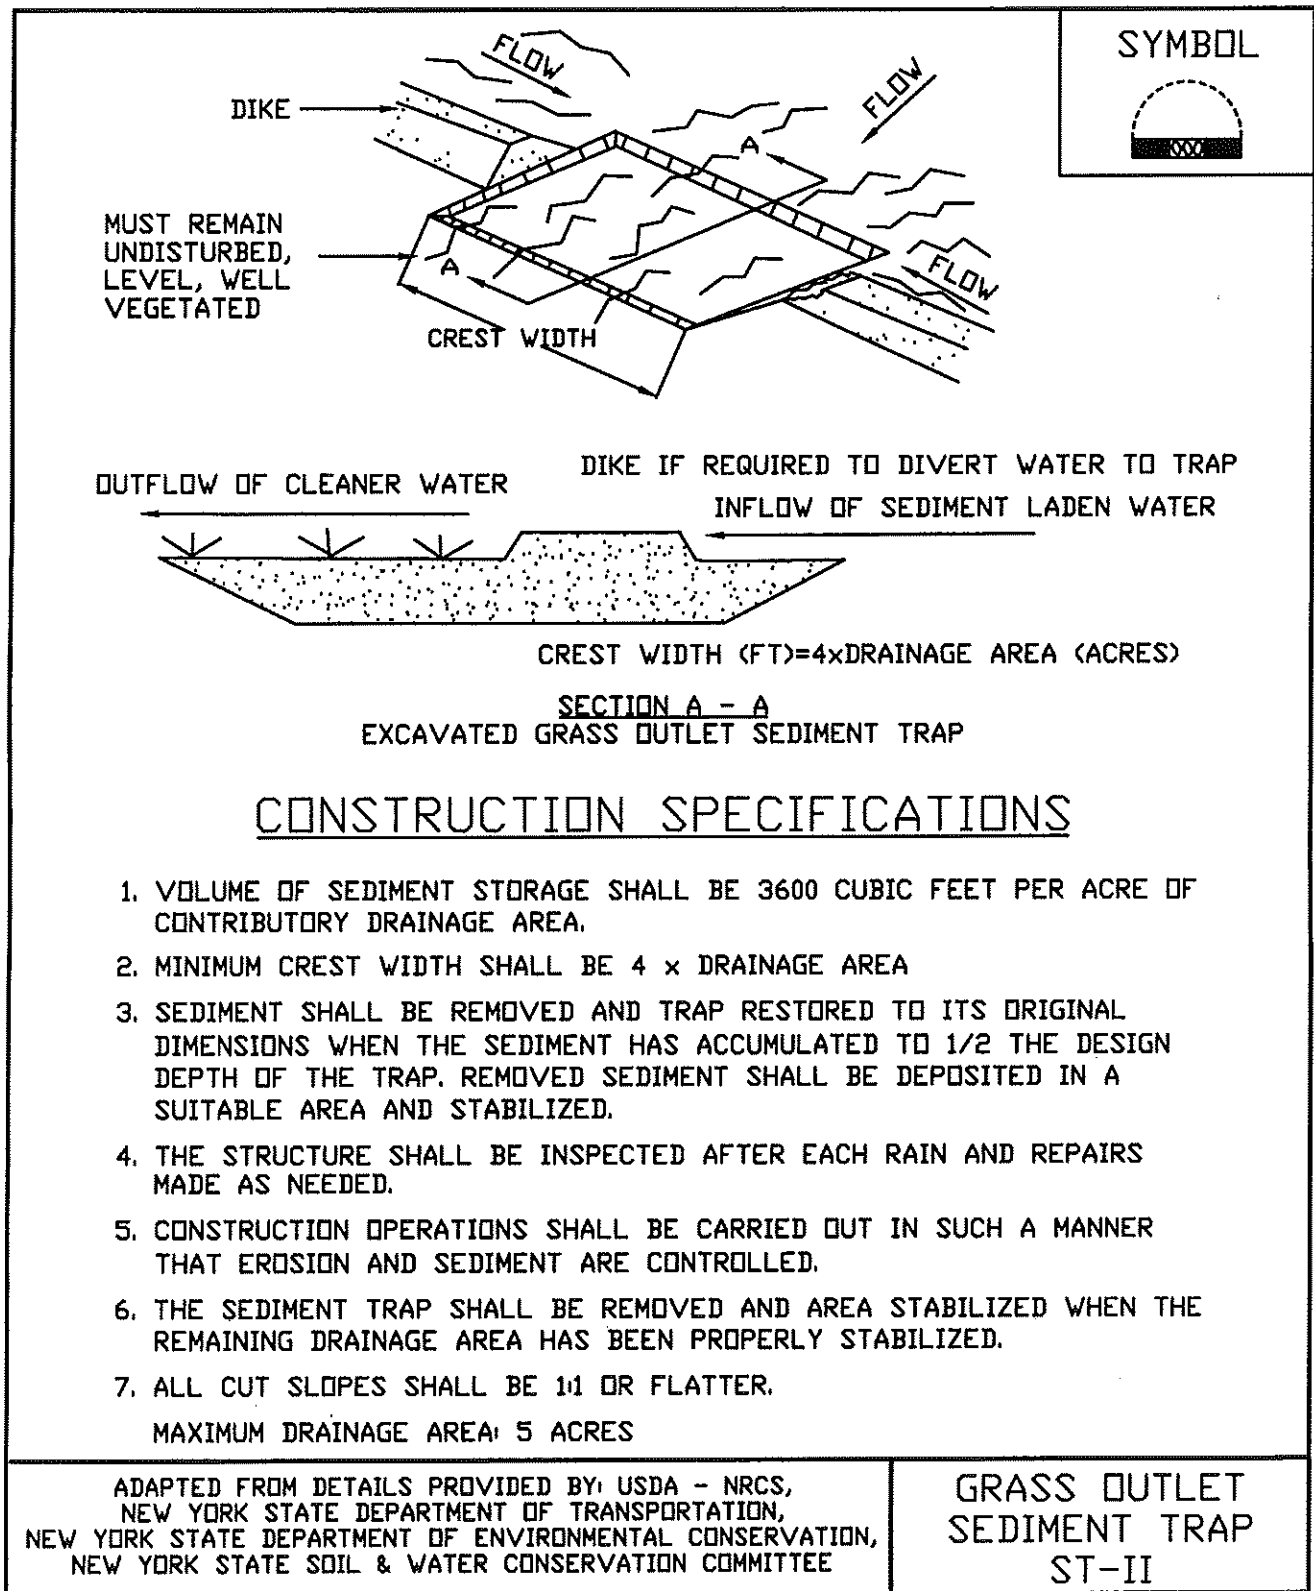 SYMBOL
FLOW
FLOW
DIKE
A
MUST REMAIN
UNDISTURBED,
LEVEL, WELL
VEGETATED
A
FLOW
CREST WIDTH
DIKE IF REQUIRED TO DIVERT WATER TO TRAP
OUTFLOW OF CLEANER WATER
INFLOW OF SEDIMENT LADEN WATER
CREST WIDTH (FT)=4xDRAINAGE AREA (ACRES)
SECTION A - A
EXCAVATED GRASS OUTLET SEDIMENT TRAP
CONSTRUCTION SPECIFICATIONS
1. VOLUME OF SEDIMENT STORAGE SHALL BE 3600 CUBIC FEET PER ACRE OF
CONTRIBUTORY DRAINAGE AREA.
2. MINIMUM CREST WIDTH SHALL BE 4 x DRAINAGE AREA
3. SEDIMENT SHALL BE REMOVED AND TRAP RESTORED TO ITS ORIGINAL
DIMENSIONS WHEN THE SEDIMENT HAS ACCUMULATED TO 1/2 THE DESIGN
DEPTH OF THE TRAP. REMOVED SEDIMENT SHALL BE DEPOSITED IN A
SUITABLE AREA AND STABILIZED.
4. THE STRUCTURE SHALL BE INSPECTED AFTER EACH RAIN AND REPAIRS
MADE AS NEEDED.
5. CONSTRUCTION OPERATIONS SHALL BE CARRIED OUT IN SUCH A MANNER
THAT EROSION AND SEDIMENT ARE CONTROLLED.
6. THE SEDIMENT TRAP SHALL BE REMOVED AND AREA STABILIZED WHEN THE
REMAINING DRAINAGE AREA HAS BEEN PROPERLY STABILIZED.
7. ALL CUT SLOPES SHALL BE 1:1 OR FLATTER.
MAXIMUM DRAINAGE AREA: 5 ACRES
ADAPTED FROM DETAILS PROVIDED BY: USDA - NRCS,
NEW YORK STATE DEPARTMENT OF TRANSPORTATION,
NEW YORK STATE DEPARTMENT OF ENVIRONMENTAL CONSERVATION,
NEW YORK STATE SOIL & WATER CONSERVATION COMMITTEE
GRASS OUTLET
SEDIMENT TRAP
ST-II